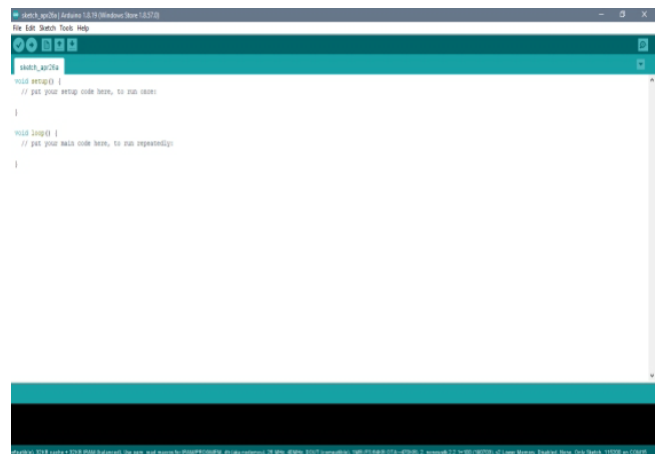 sketch_apr26a | Arduino 1.8.19 (Windows Store 1.8.57.0)
File Edit Sketch Tools Help
sketch_apr26a
void setup() {
// put your setup code here, to run once:
}
void loop() {
// put your main code here, to run repeatedly:
}